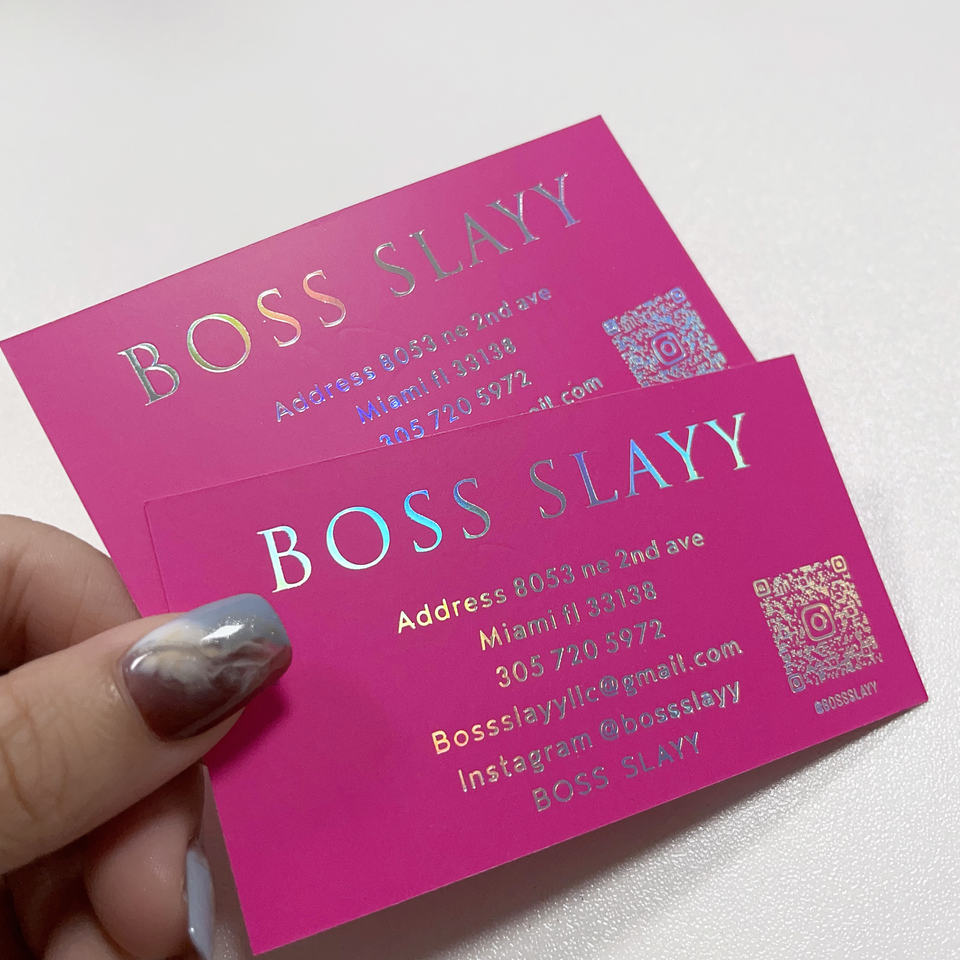 BOSS SLAYY
Address 8053 ne 2nd ave
Miami fl 33138
305 720 5972
.com
BOSS SLAYY
Address 8053 ne 2nd ave
Miami fl 33138
305 720 5972
Bossslayyllc@gmail.com
Instagram @bossslayy
BOSS SLAYY
@BOSSSLAYY